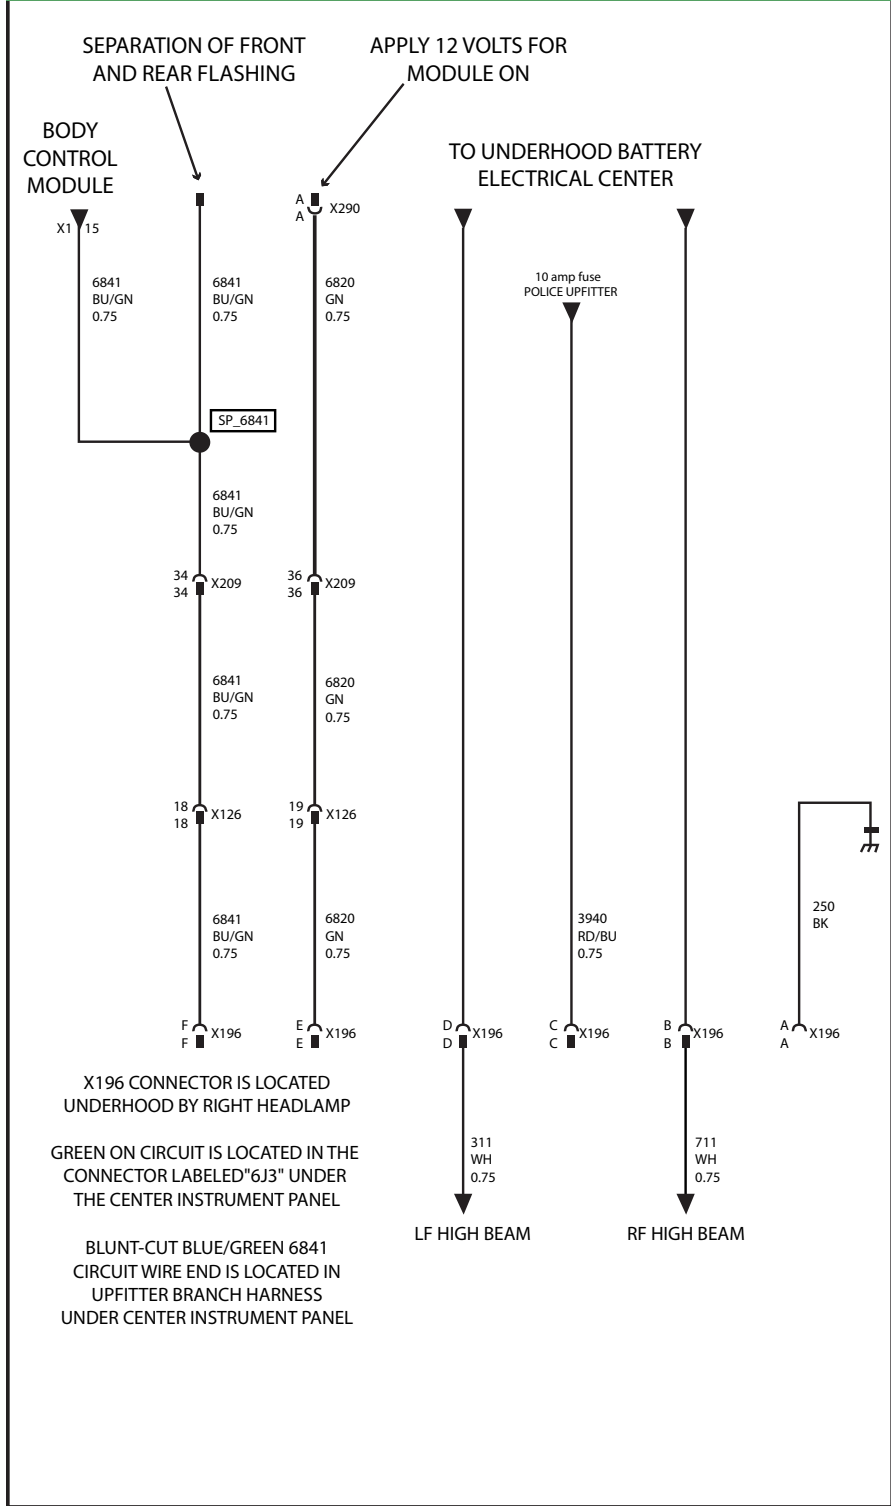 SEPARATION OF FRONT
AND REAR FLASHING
APPLY 12 VOLTS FOR
MODULE ON
BODY
CONTROL
MODULE
TO UNDERHOOD BATTERY
ELECTRICAL CENTER
X1 15
A
A
X290
6841
BU/GN
0.75
6841
BU/GN
0.75
6820
GN
0.75
10 amp fuse
POLICE UPFITTER
SP_6841
6841
BU/GN
0.75
34
34
X209
36
36
X209
6841
BU/GN
0.75
6820
GN
0.75
18
18
X126
19
19
X126
6841
BU/GN
0.75
6820
GN
0.75
3940
RD/BU
0.75
250
BK
F
F
X196
E
E
X196
D
D
X196
C
C
X196
B
B
X196
A
A
X196
X196 CONNECTOR IS LOCATED
UNDERHOOD BY RIGHT HEADLAMP
GREEN ON CIRCUIT IS LOCATED IN THE
CONNECTOR LABELED"6J3" UNDER
THE CENTER INSTRUMENT PANEL
BLUNT-CUT BLUE/GREEN 6841
CIRCUIT WIRE END IS LOCATED IN
UPFITTER BRANCH HARNESS
UNDER CENTER INSTRUMENT PANEL
311
WH
0.75
LF HIGH BEAM
711
WH
0.75
RF HIGH BEAM